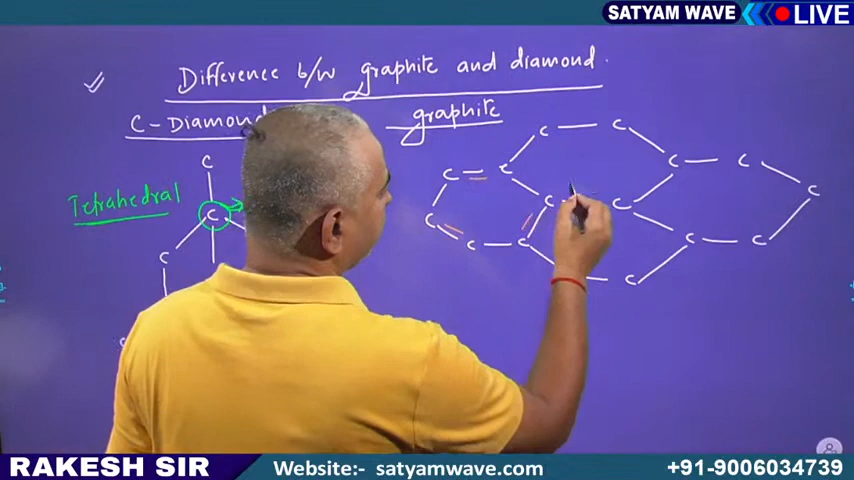 SATYAM WAVE LIVE
✓ Difference b/w graphite and diamond.
C-Diamond graphite
Tetrahedral
C
C
C
C C
C C C C C
C C C
C C C
C C C C
C
RAKESH SIR Website:- satyamwave.com +91-9006034739